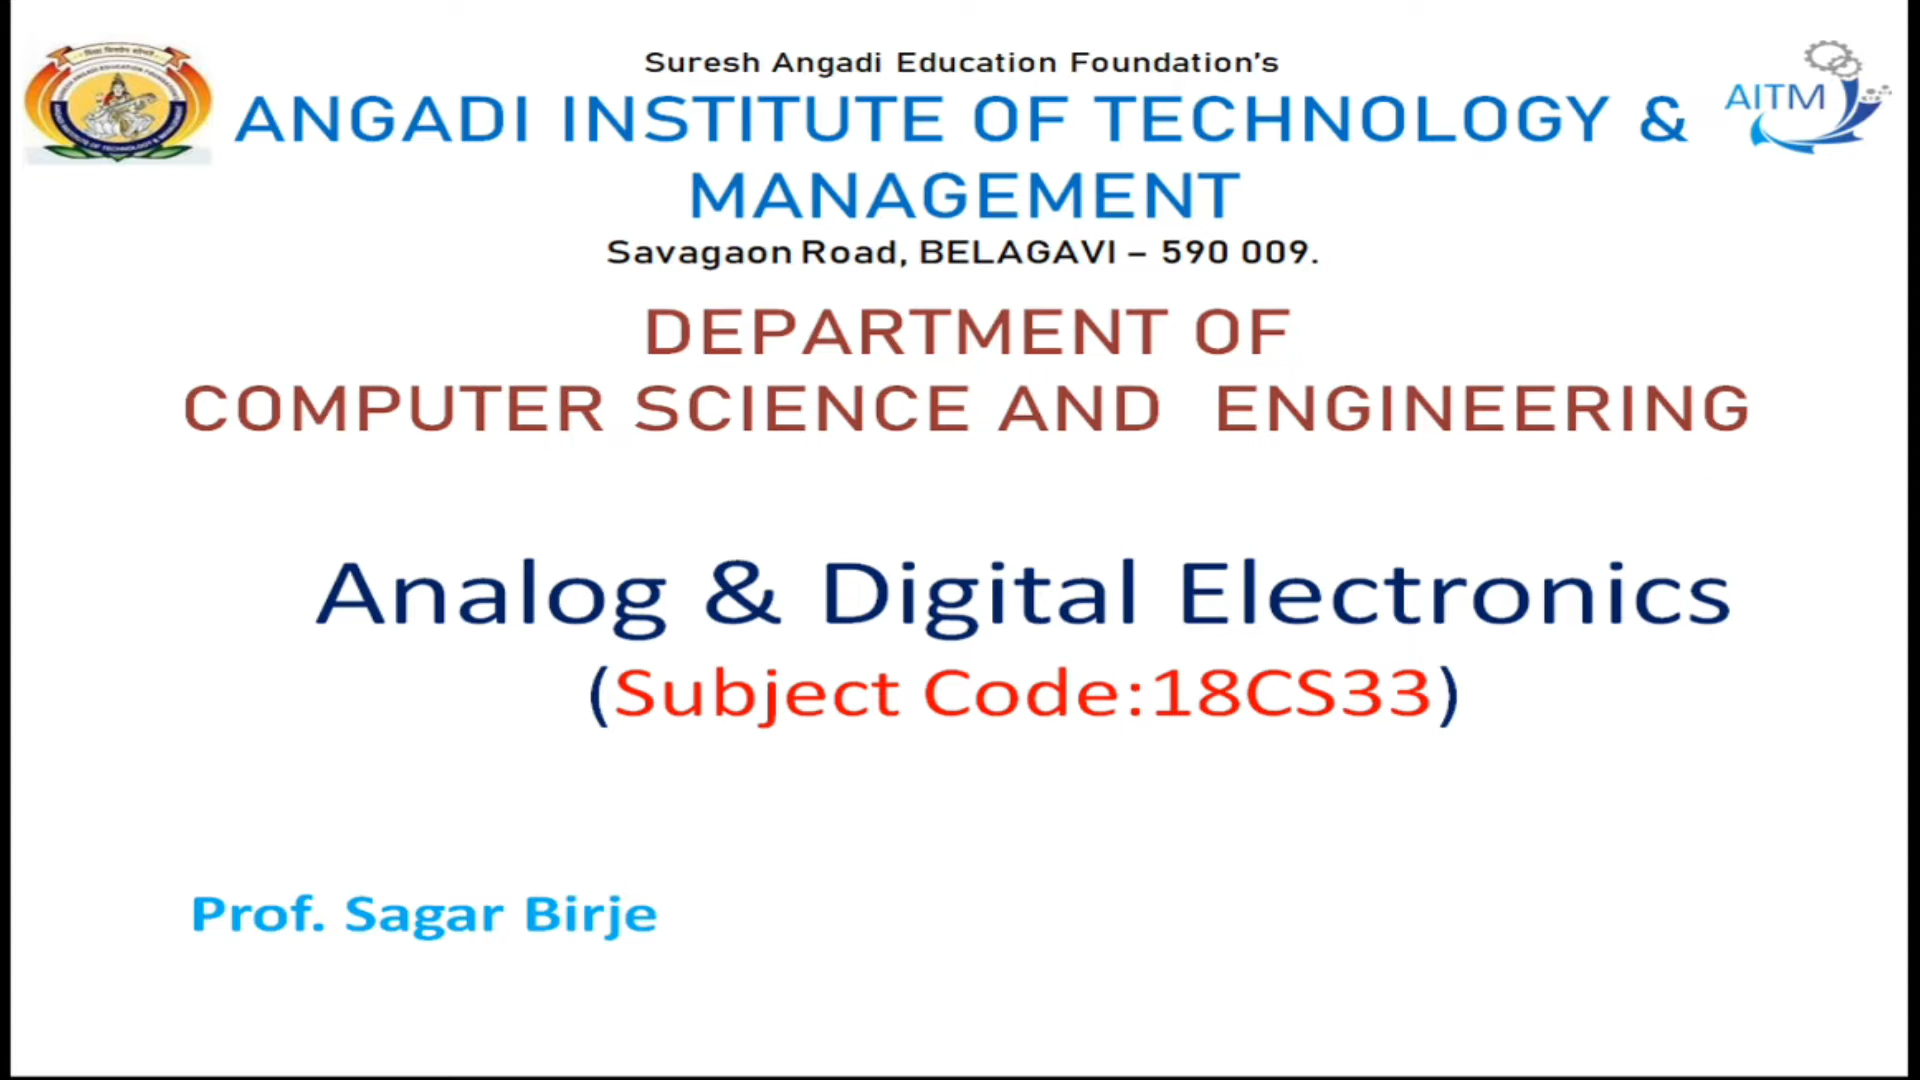 Suresh Angadi Education Foundation's
ANGADI INSTITUTE OF TECHNOLOGY &
AITM
MANAGEMENT
Savagaon Road, BELAGAVI – 590 009.
DEPARTMENT OF
COMPUTER SCIENCE AND ENGINEERING
Analog & Digital Electronics
(Subject Code:18CS33)
Prof. Sagar Birje